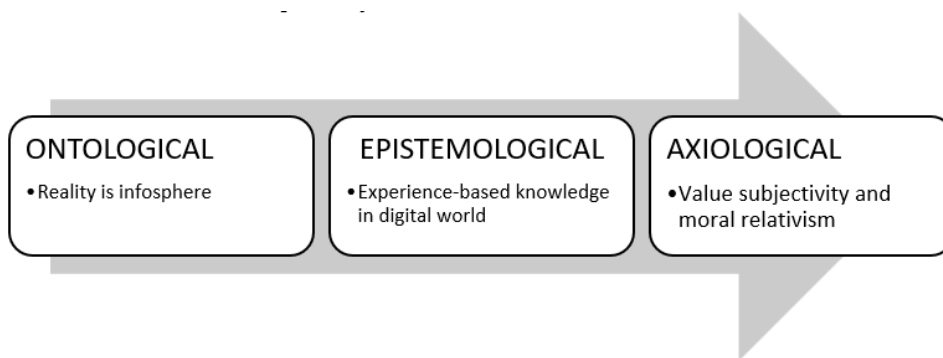 ONTOLOGICAL
•Reality is infosphere
EPISTEMOLOGICAL
•Experience-based knowledge
in digital world
AXIOLOGICAL
•Value subjectivity and
moral relativism